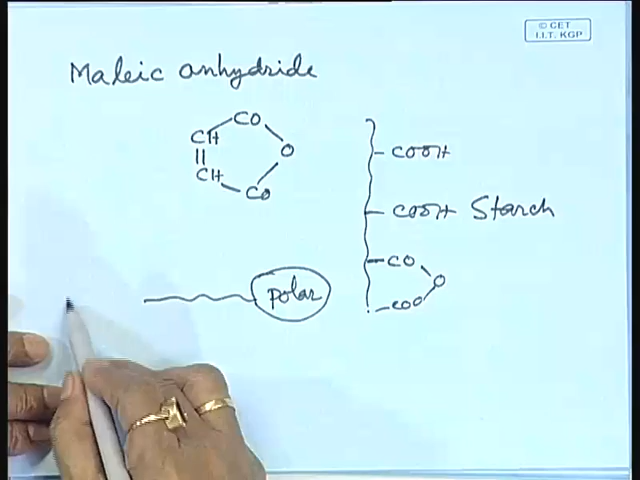 © CET
I.I.T. KGP
Maleic anhydride
CO
CH
O
||
CH
CO
COOH
COOH Starch
CO
O
COO
polar